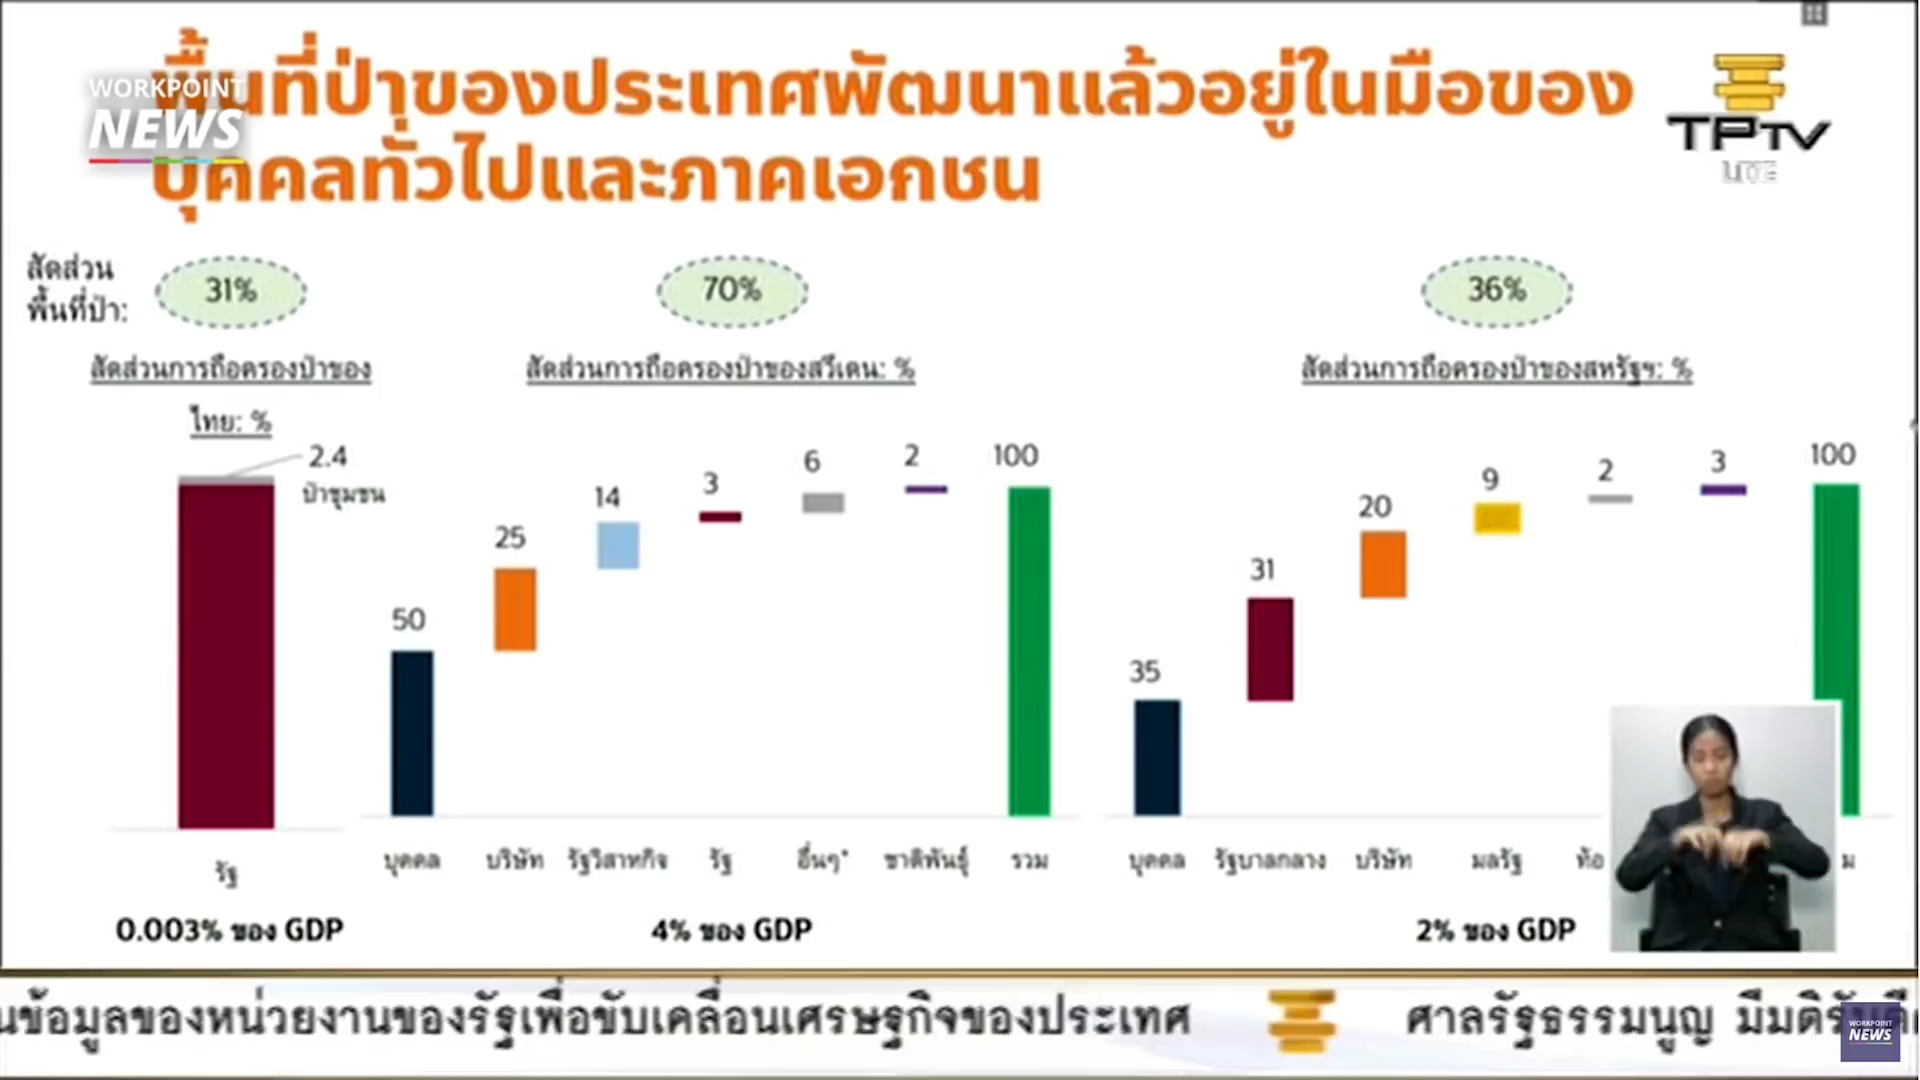 พื้นที่ป่าของประเทศพัฒนาแล้วอยู่ในมือของ
บุคคลทั่วไปและภาคเอกชน
WORKPOINT
NEWS
TPTV
LIVE
สัดส่วน
พื้นที่ป่า:
31%
70%
36%
สัดส่วนการถือครองป่าของ
ไทย: %
สัดส่วนการถือครองป่าของสวีเดน: %
สัดส่วนการถือครองป่าของสหรัฐฯ: %
2.4
ป่าชุมชน
50
25
14
3
6
2
100
35
31
20
9
2
3
100
รัฐ
บุคคล บริษัท รัฐวิสาหกิจ รัฐ อื่นๆ* ชาติพันธุ์ รวม
บุคคล รัฐบาลกลาง บริษัท มลรัฐ ท้อ ม
0.003% ของ GDP
4% ของ GDP
2% ของ GDP
นข้อมูลของหน่วยงานของรัฐเพื่อขับเคลื่อนเศรษฐกิจของประเทศ ศาลรัฐธรรมนูญ มีมติ
WORKPOINT
NEWS